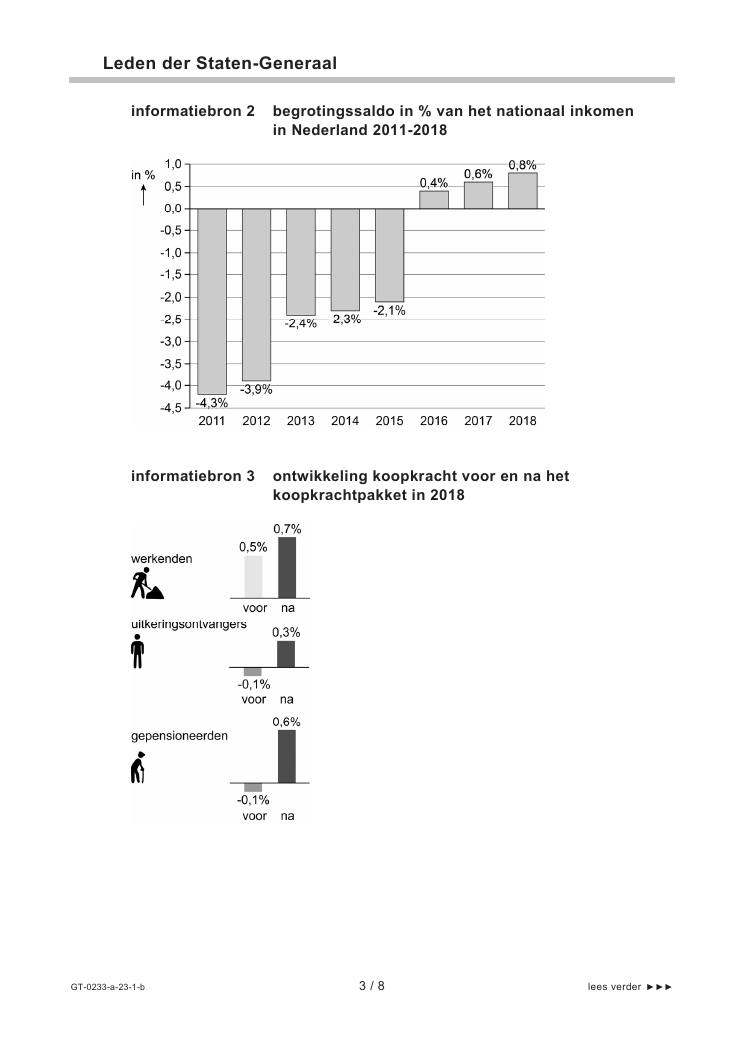 Leden der Staten-Generaal
informatiebron 2 begrotingssaldo in % van het nationaal inkomen
in Nederland 2011-2018
in %
1,0
0,5
0,0
-0,5
-1,0
-1,5
-2,0
-2,5
-3,0
-3,5
-4,0
-4,5
-4,3%
-3,9%
-2,4%
2,3%
-2,1%
0,4%
0,6%
0,8%
2011 2012 2013 2014 2015 2016 2017 2018
informatiebron 3 ontwikkeling koopkracht voor en na het
koopkrachtpakket in 2018
werkenden
0,5%
0,7%
voor na
uitkeringsontvangers
0,3%
-0,1%
voor na
gepensioneerden
0,6%
-0,1%
voor na
GT-0233-a-23-1-b 3 / 8 lees verder ►►►